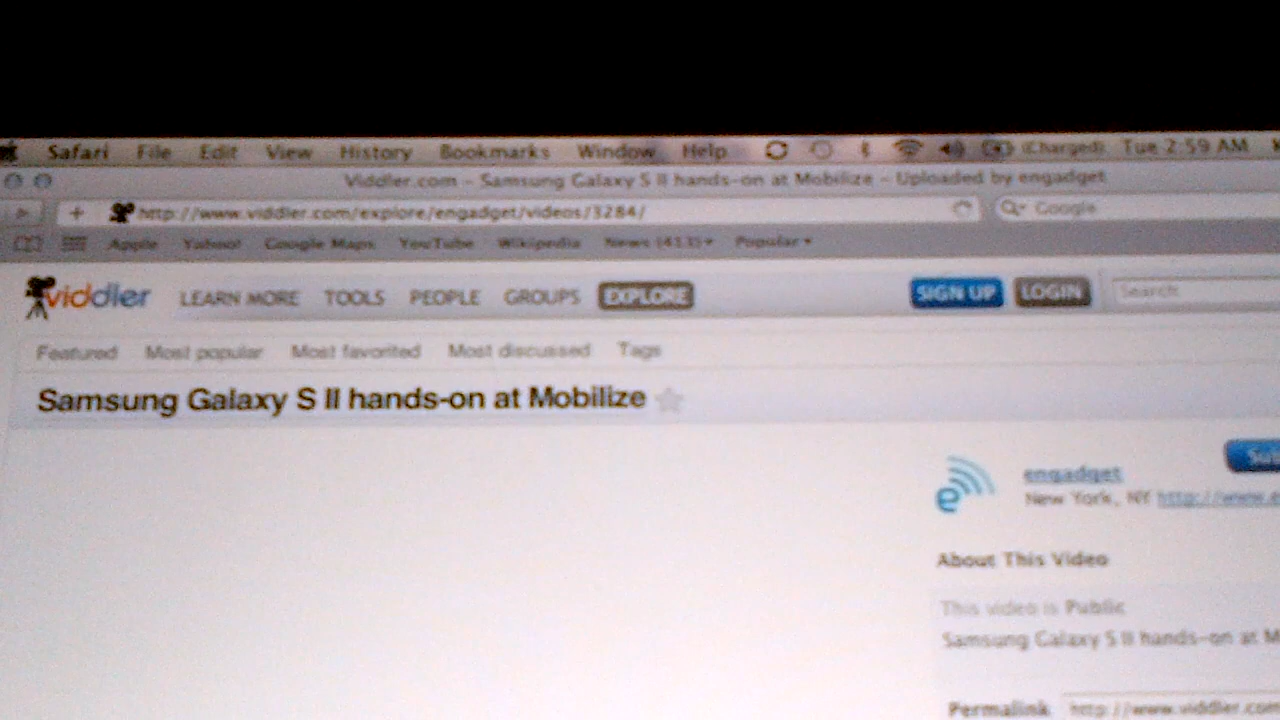 Safari File Edit View History Bookmarks Window Help (Charged) Tue 2:59 AM
Viddler.com - Samsung Galaxy S II hands-on at Mobilize - Uploaded by engadget
http://www.viddler.com/explore/engadget/videos/3284/ Google
Apple Yahoo! Google Maps YouTube Wikipedia News Popular
viddler LEARN MORE TOOLS PEOPLE GROUPS EXPLORE SIGN UP LOGIN Search
Featured Most popular Most favorited Most discussed Tags
Samsung Galaxy S II hands-on at Mobilize
engadget
New York, NY http://www.e
About This Video
This video is Public
Samsung Galaxy S II hands-on at M
Permalink http://www.viddler.com